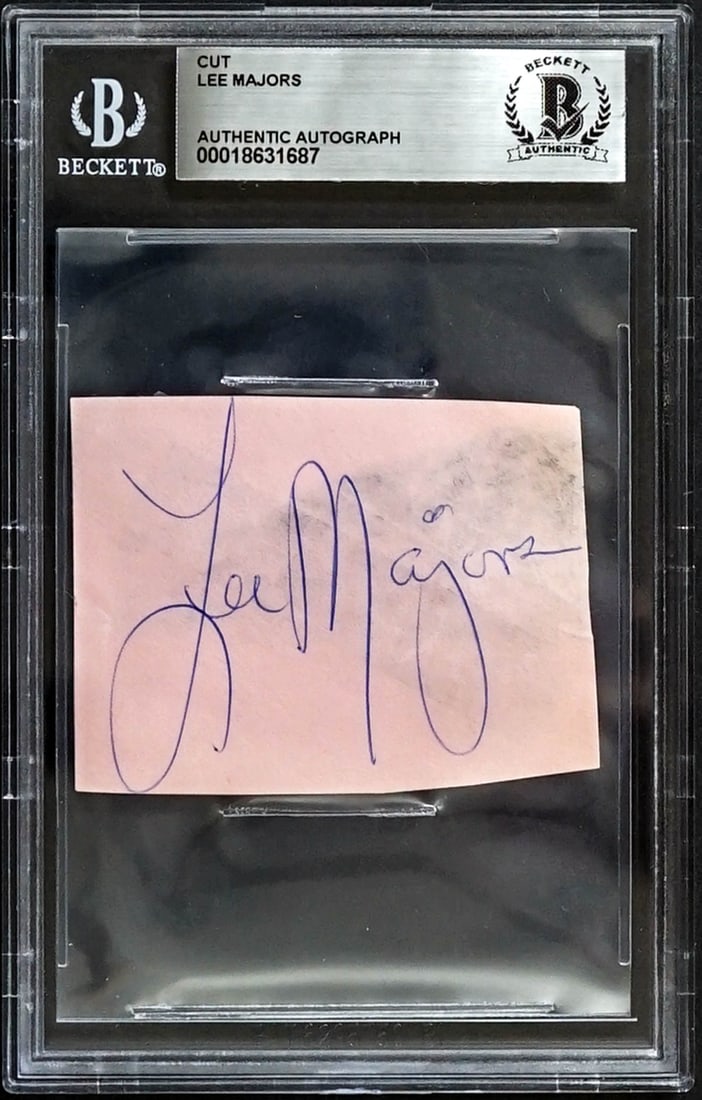 CUT
LEE MAJORS
AUTHENTIC AUTOGRAPH
00018631687
B
BECKETT®
BECKETT
B
AUTHENTIC
Lee Majors